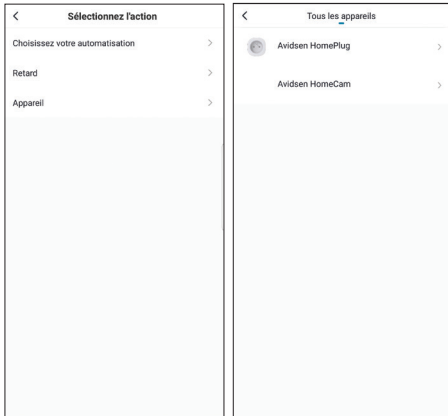 Sélectionnez l'action
Choisissez votre automatisation
Retard
Appareil
Tous les appareils
Avidsen HomePlug
Avidsen HomeCam